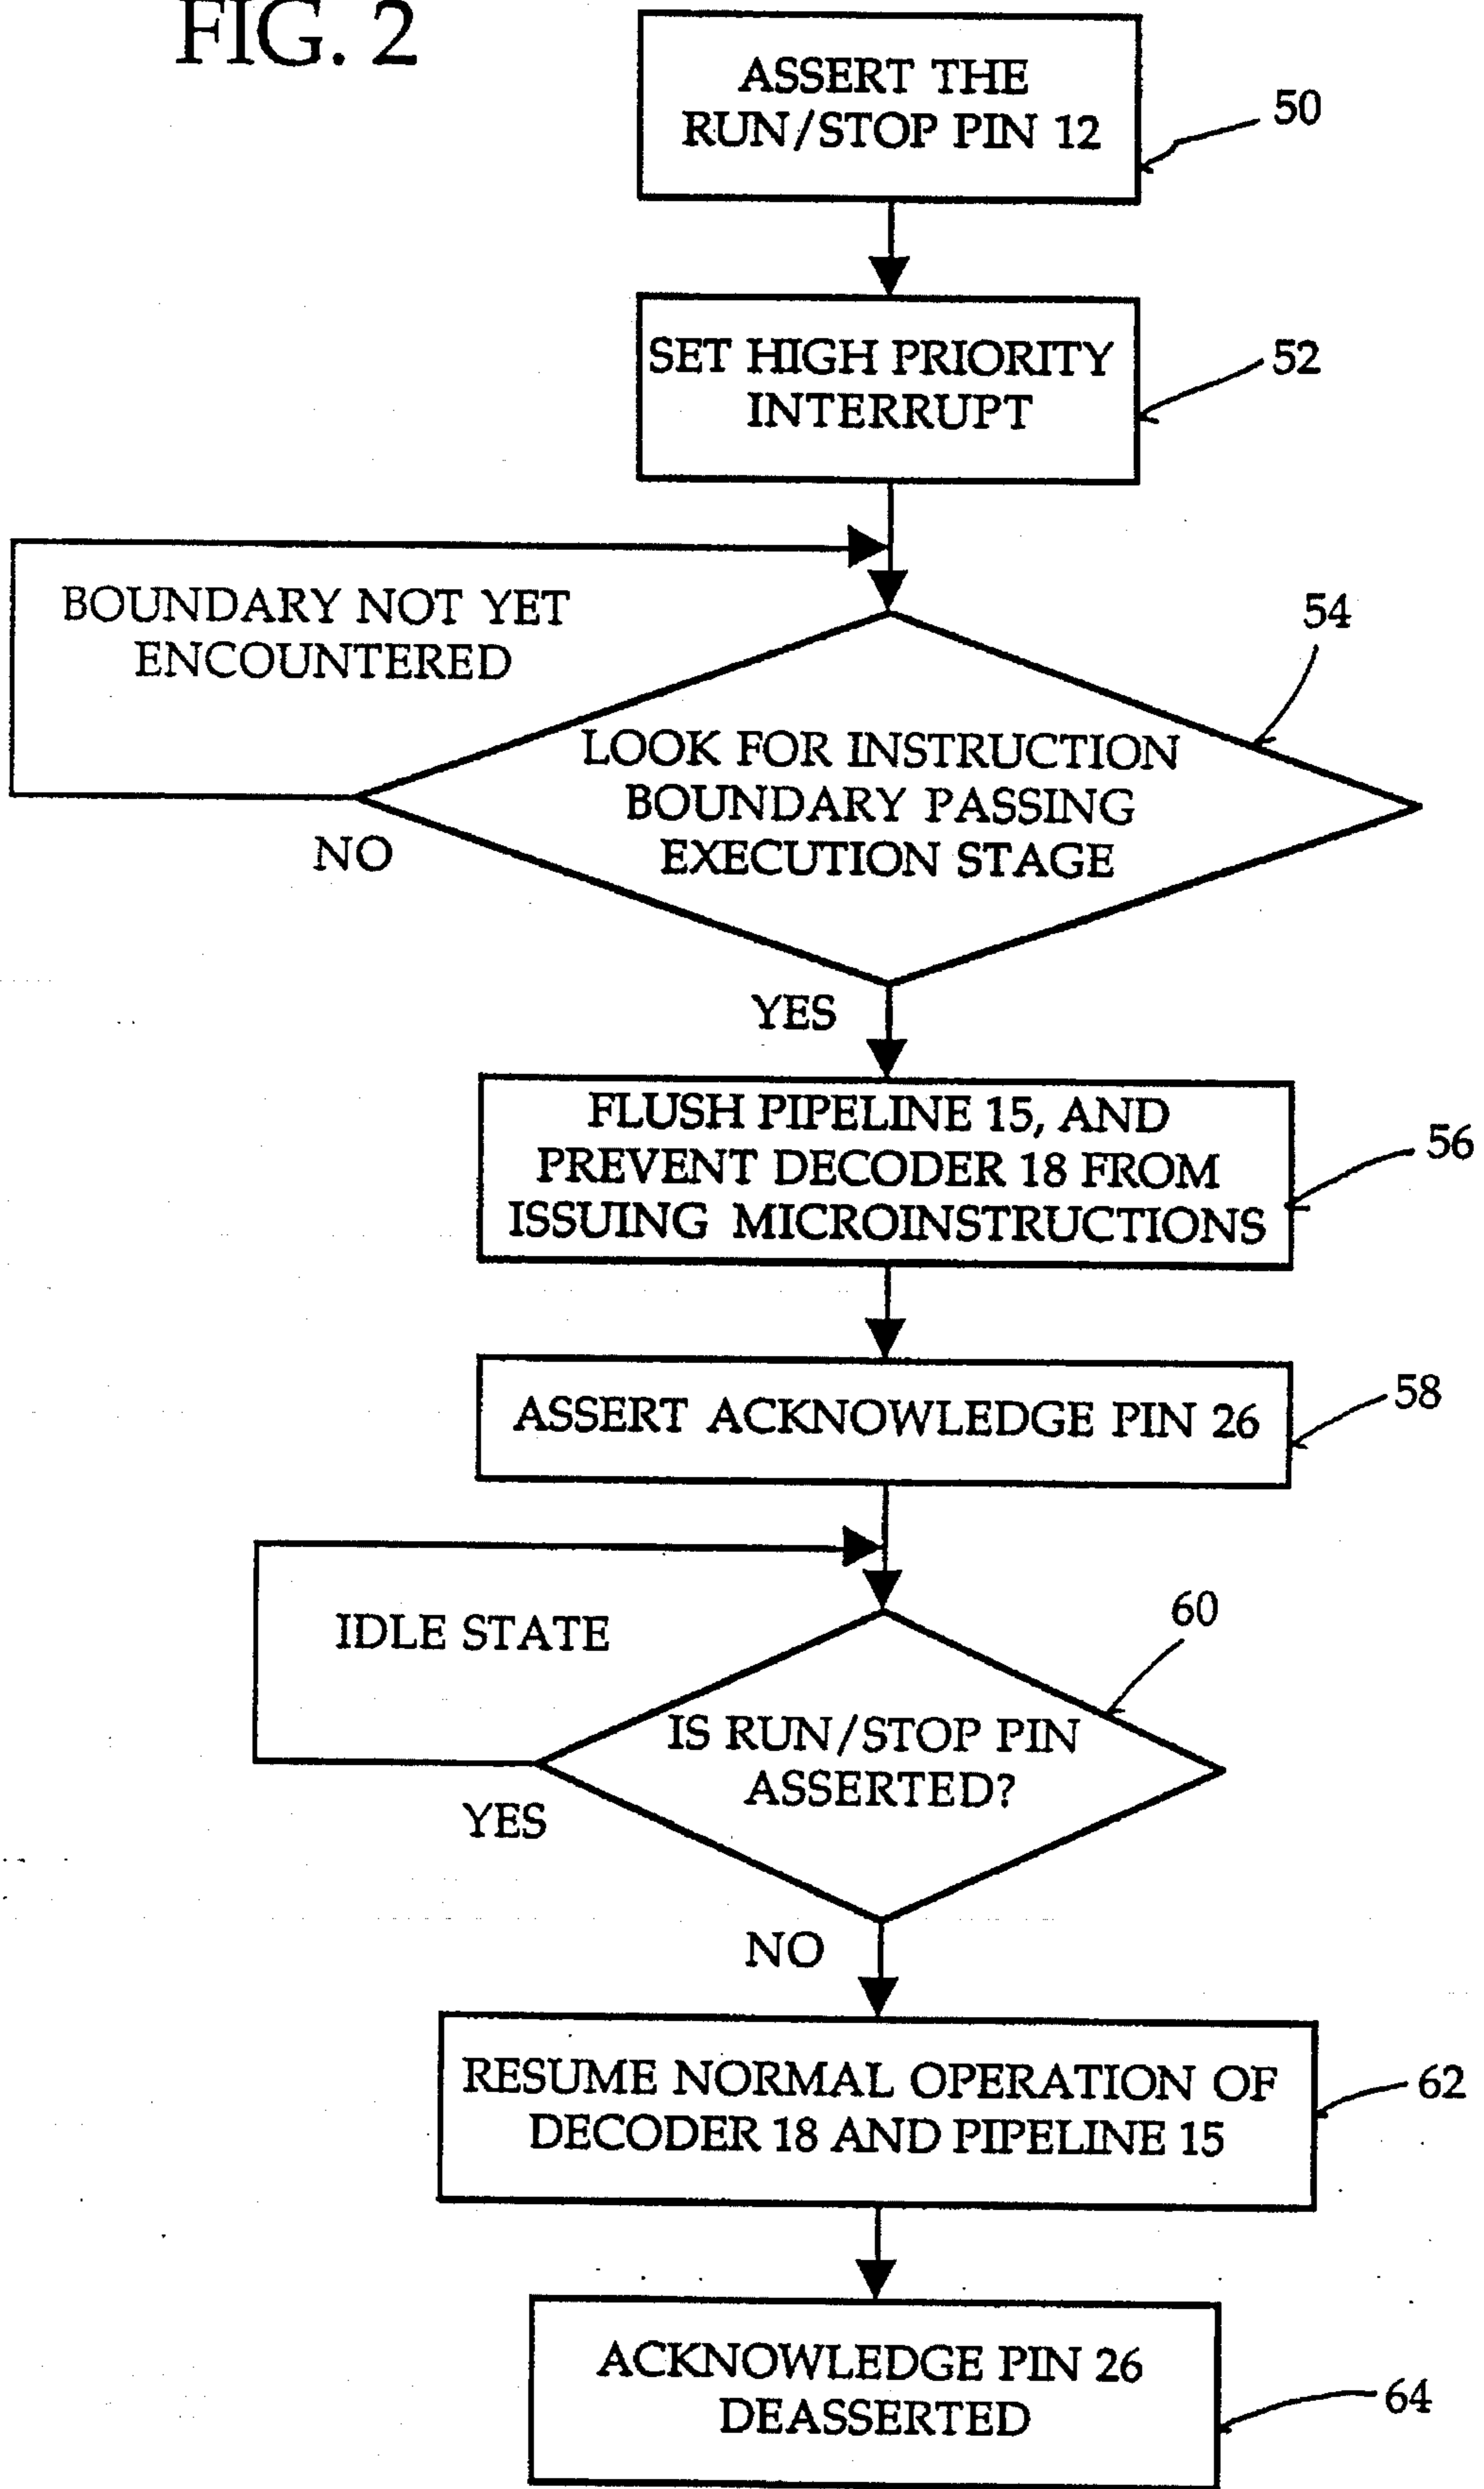 FIG. 2
ASSERT THE
RUN/STOP PIN 12
50
SET HIGH PRIORITY
INTERRUPT
52
BOUNDARY NOT YET
ENCOUNTERED
54
LOOK FOR INSTRUCTION
BOUNDARY PASSING
EXECUTION STAGE
NO
YES
FLUSH PIPELINE 15, AND
PREVENT DECODER 18 FROM
ISSUING MICROINSTRUCTIONS
56
ASSERT ACKNOWLEDGE PIN 26
58
IDLE STATE
60
IS RUN/STOP PIN
ASSERTED?
YES
NO
RESUME NORMAL OPERATION OF
DECODER 18 AND PIPELINE 15
62
ACKNOWLEDGE PIN 26
DEASSERTED
64